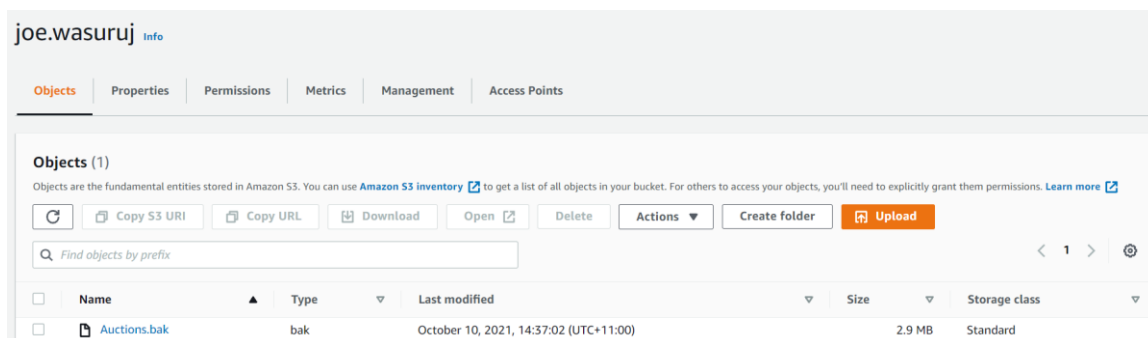 joe.wasuruj Info
Objects Properties Permissions Metrics Management Access Points
Objects (1)
Objects are the fundamental entities stored in Amazon S3. You can use Amazon S3 inventory to get a list of all objects in your bucket. For others to access your objects, you'll need to explicitly grant them permissions. Learn more
Copy S3 URI Copy URL Download Open Delete Actions Create folder Upload
Find objects by prefix 1
Name Type Last modified Size Storage class
Auctions.bak bak October 10, 2021, 14:37:02 (UTC+11:00) 2.9 MB Standard